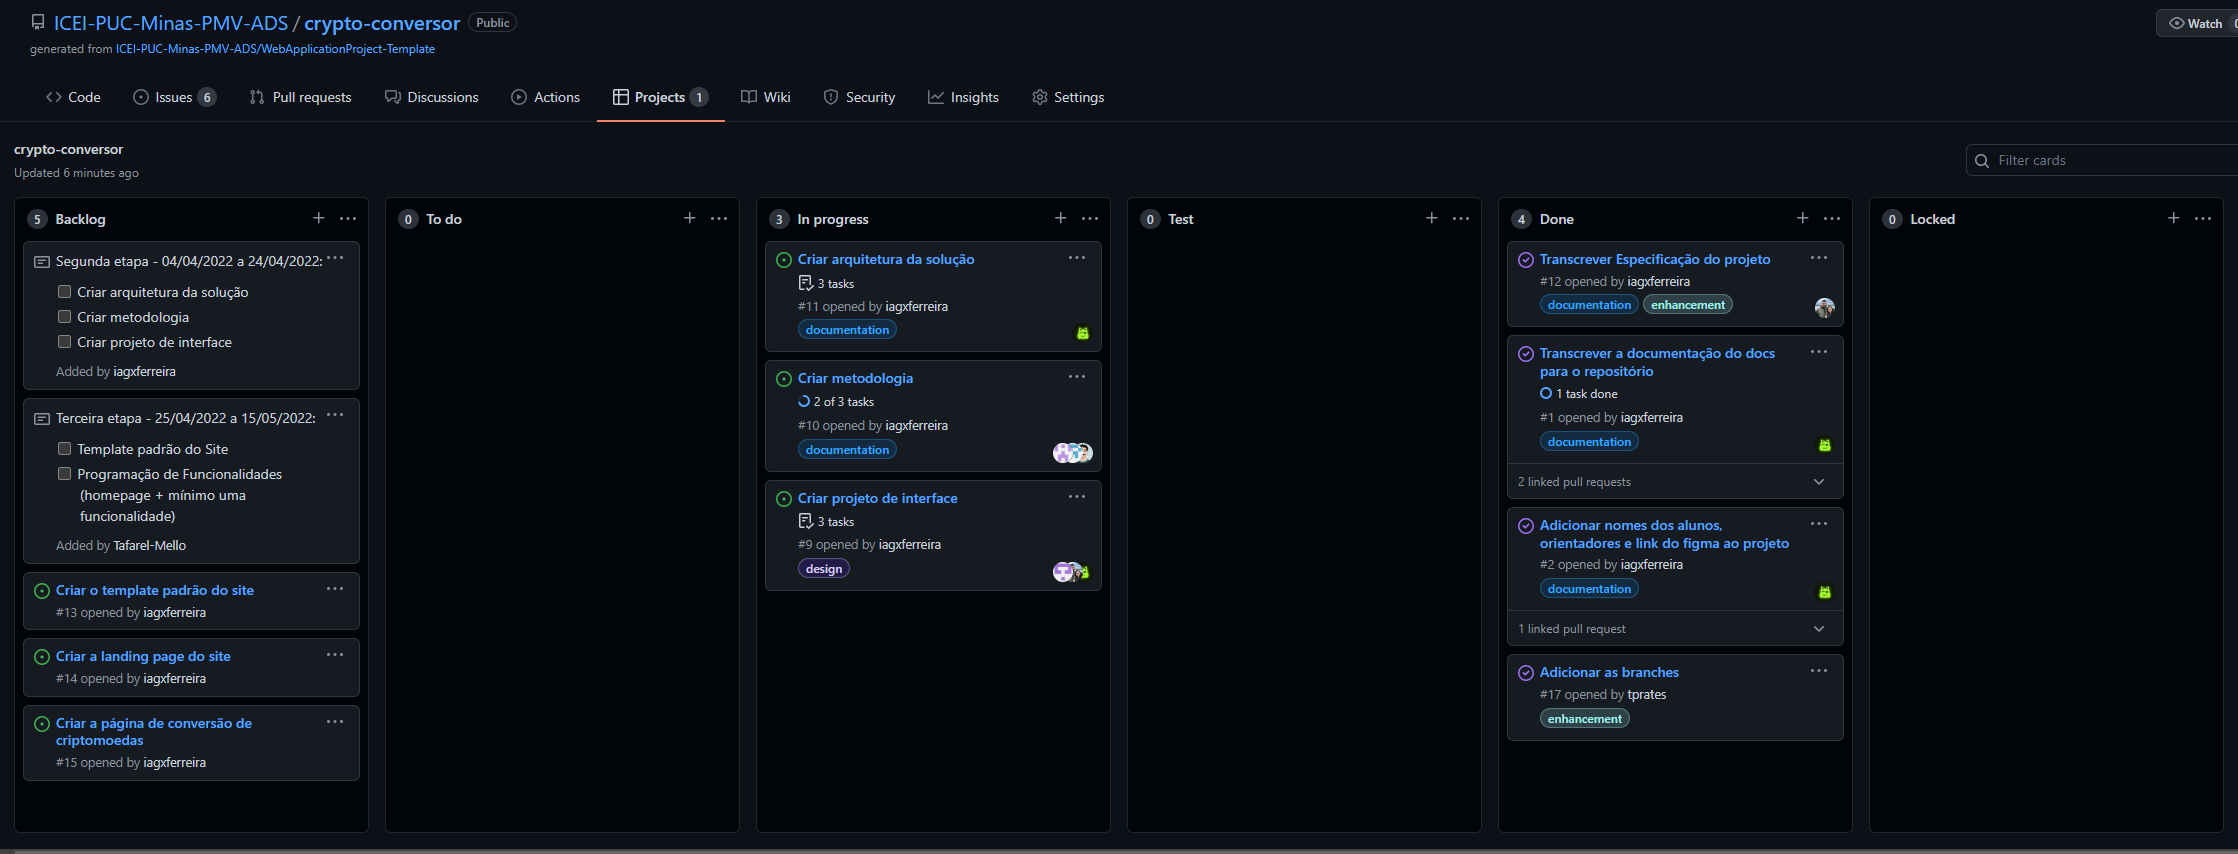 ICEI-PUC-Minas-PMV-ADS / crypto-conversor Public
Watch
generated from ICEI-PUC-Minas-PMV-ADS/WebApplicationProject-Template
Code Issues 6 Pull requests Discussions Actions Projects 1 Wiki Security Insights Settings
crypto-conversor
Updated 6 minutes ago
Filter cards
5 Backlog
Segunda etapa - 04/04/2022 a 24/04/2022:
Criar arquitetura da solução
Criar metodologia
Criar projeto de interface
Added by iagxferreira
Terceira etapa - 25/04/2022 a 15/05/2022:
Template padrão do Site
Programação de Funcionalidades
(homepage + mínimo uma
funcionalidade)
Added by Tafarel-Mello
Criar o template padrão do site
#13 opened by iagxferreira
Criar a landing page do site
#14 opened by iagxferreira
Criar a página de conversão de
criptomoedas
#15 opened by iagxferreira
0 To do
3 In progress
Criar arquitetura da solução
3 tasks
#11 opened by iagxferreira
documentation
Criar metodologia
2 of 3 tasks
#10 opened by iagxferreira
documentation
Criar projeto de interface
3 tasks
#9 opened by iagxferreira
design
0 Test
4 Done
Transcrever Especificação do projeto
#12 opened by iagxferreira
documentation enhancement
Transcrever a documentação do docs
para o repositório
1 task done
#1 opened by iagxferreira
documentation
2 linked pull requests
Adicionar nomes dos alunos,
orientadores e link do figma ao projeto
#2 opened by iagxferreira
documentation
1 linked pull request
Adicionar as branches
#17 opened by tprates
enhancement
0 Locked